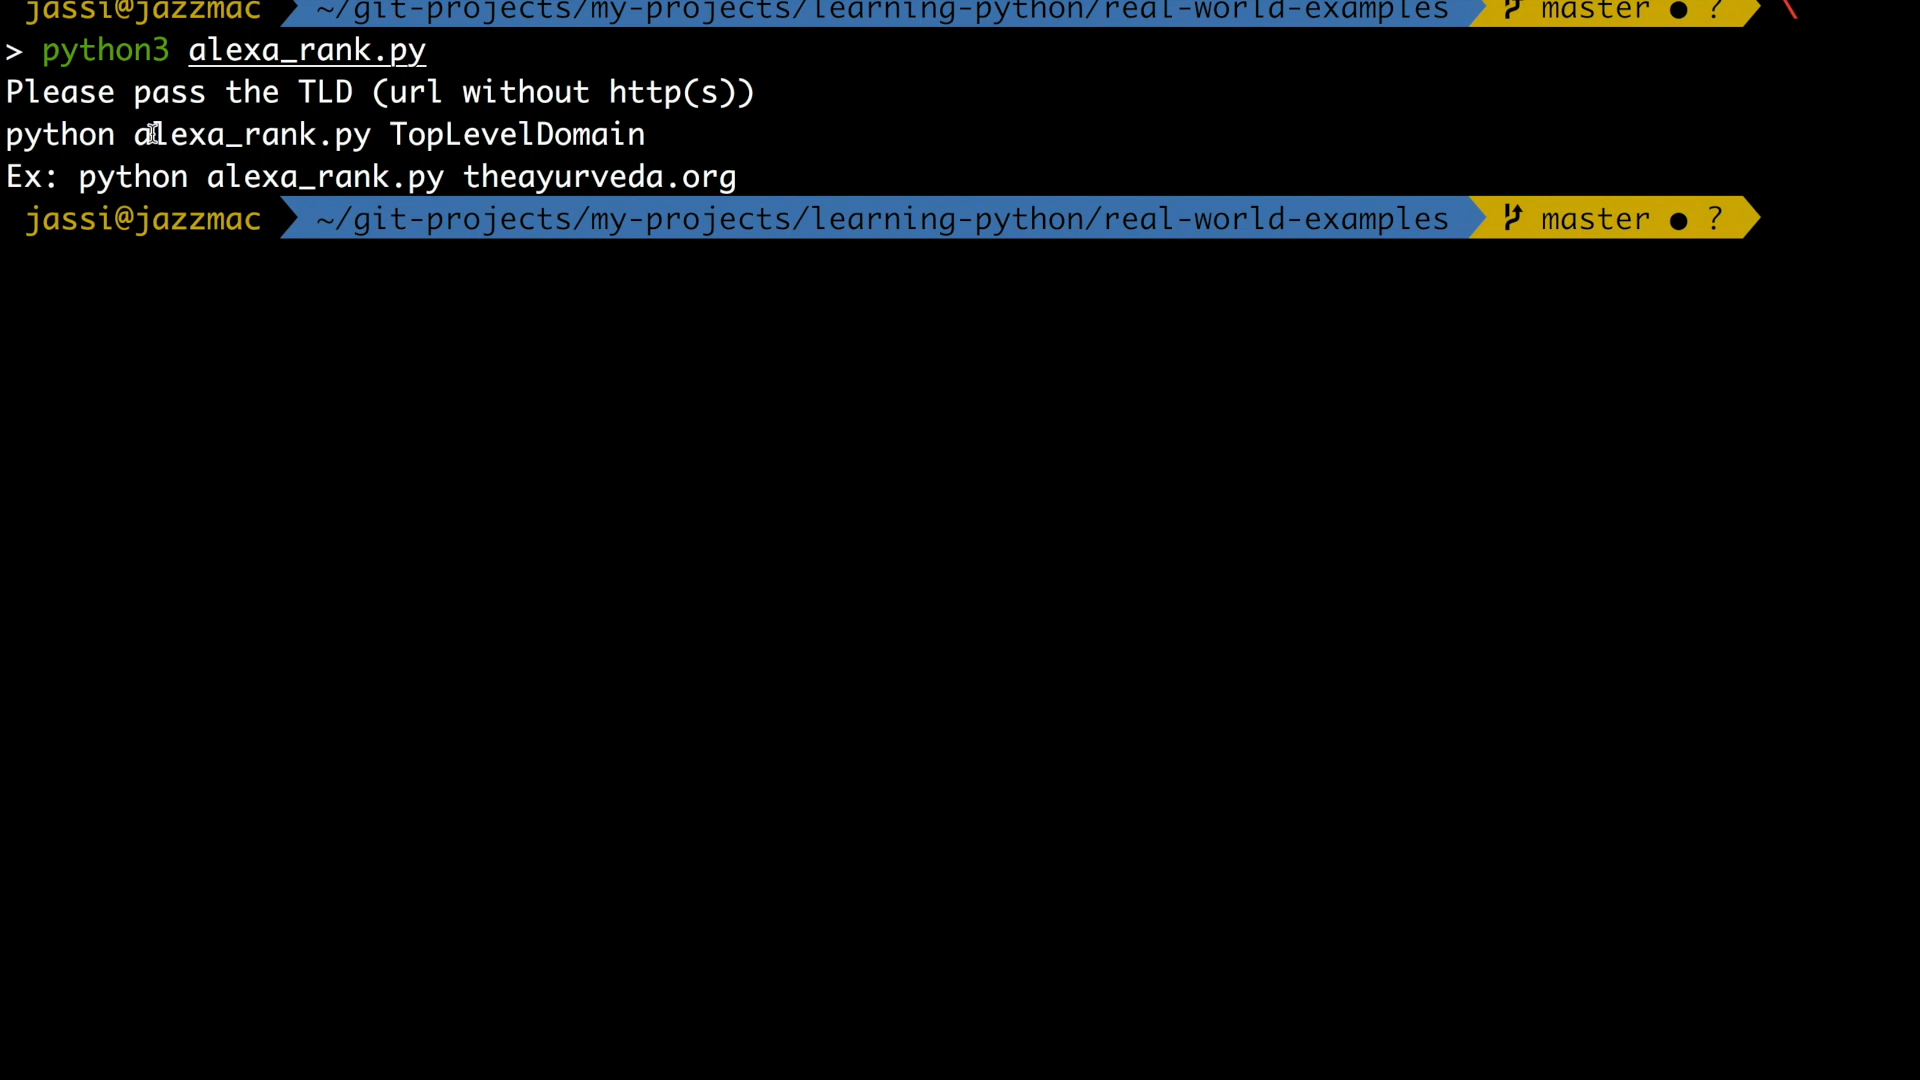 jassi@jazzmac ~/git-projects/my-projects/learning-python/real-world-examples master ● ?
> python3 alexa_rank.py
Please pass the TLD (url without http(s))
python alexa_rank.py TopLevelDomain
Ex: python alexa_rank.py theayurveda.org
jassi@jazzmac ~/git-projects/my-projects/learning-python/real-world-examples master ● ?